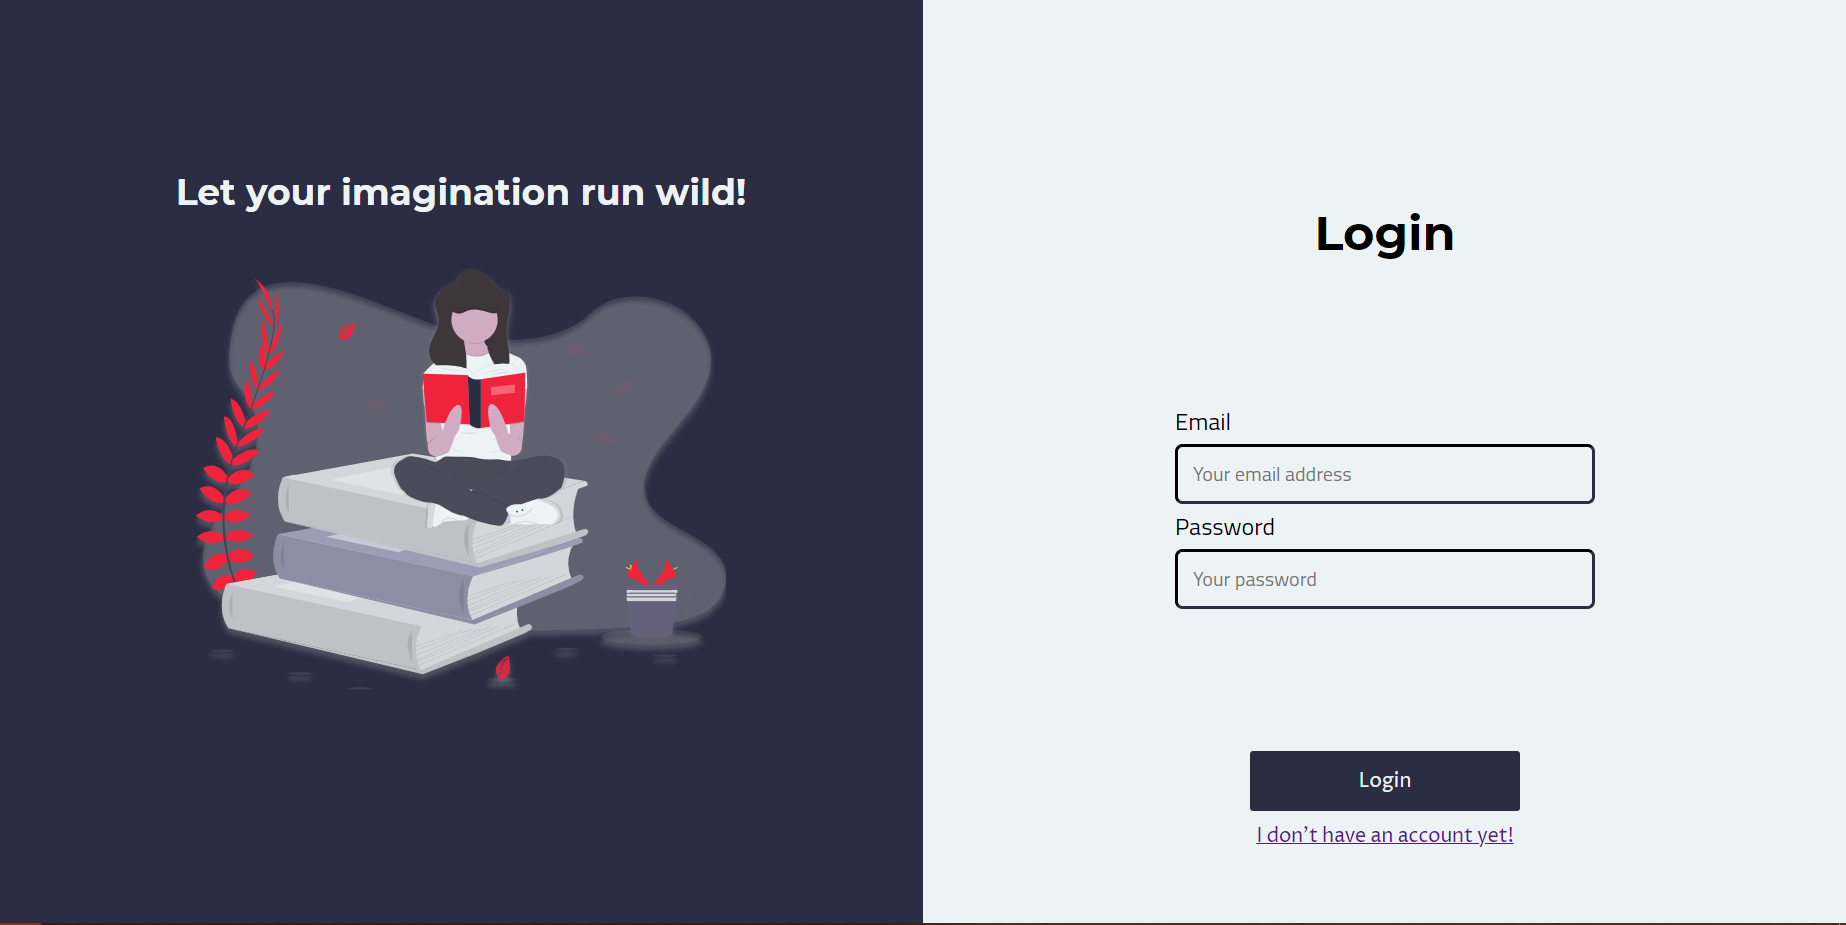 Let your imagination run wild!
Login
Email
Your email address
Password
Your password
Login
I don’t have an account yet!